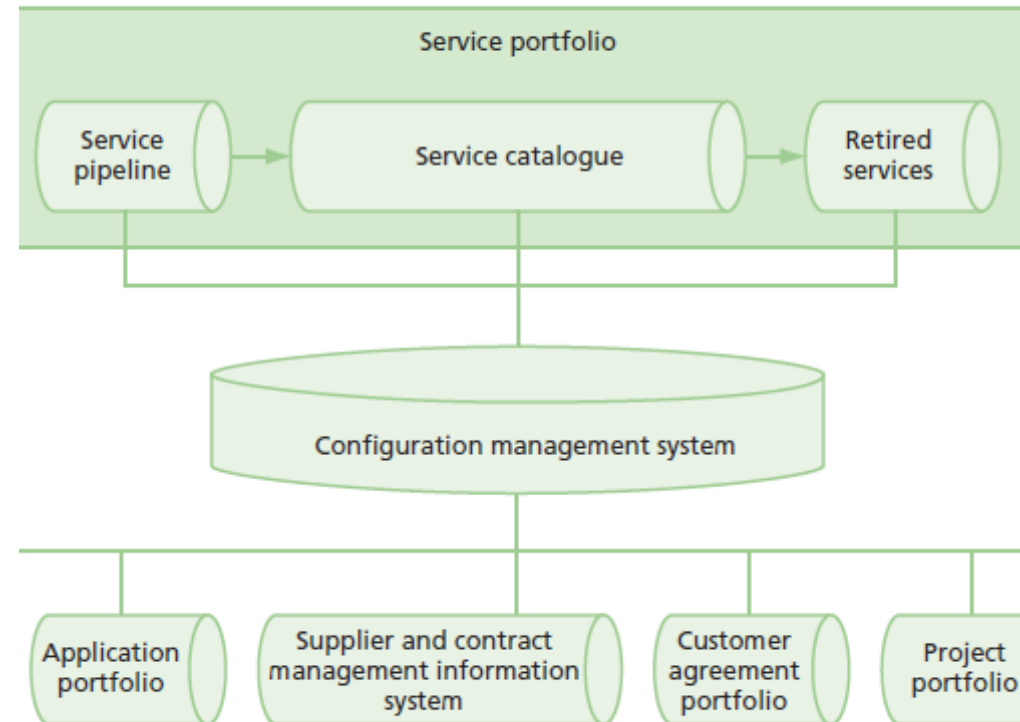 Service portfolio
Service
pipeline
Service catalogue
Retired
services
Configuration management system
Application
portfolio
Supplier and contract
management information
system
Customer
agreement
portfolio
Project
portfolio